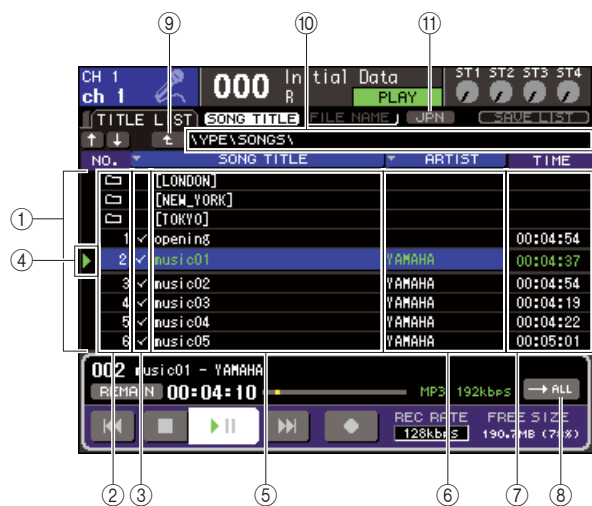 ⑨ ⑩ ⑪
CH 1
ch 1
000
Initial Data
R
PLAY
ST1 ST2 ST3 ST4
TITLE LIST
SONG TITLE
FILE NAME
JPN
SAVE LIST
\YPE\SONGS\
NO. SONG TITLE ARTIST TIME
[LONDON]
[NEW_YORK]
[TOKYO]
1 opening 00:04:54
2 music01 YAMAHA 00:04:37
3 music02 YAMAHA 00:04:54
4 music03 YAMAHA 00:04:19
5 music04 YAMAHA 00:04:22
6 music05 YAMAHA 00:05:01
① 
④
002 music01 - YAMAHA
REMAIN 00:04:10
MP3 192kbps
→ ALL
REC RATE
128kbps
FREE SIZE
190.7MB (78%)
② ③ ⑤ ⑥ ⑦ ⑧